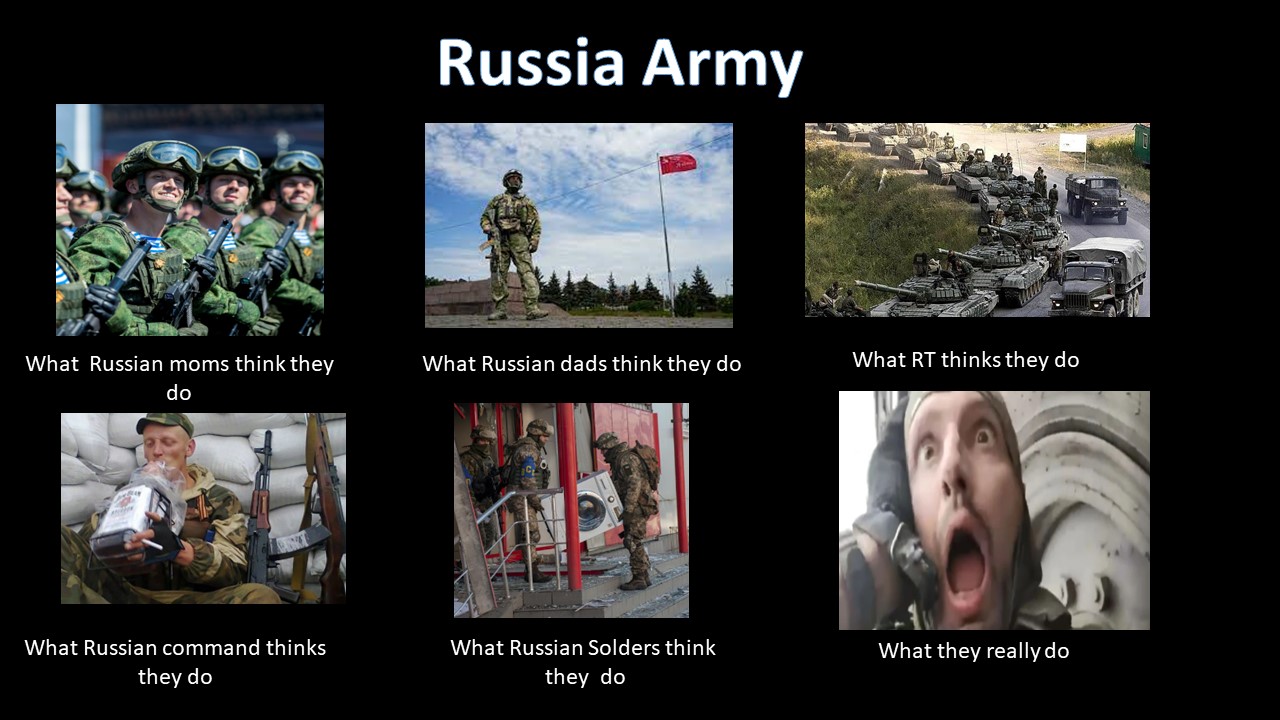 Russia Army
What  Russian moms think they
do
What Russian dads think they do
What RT thinks they do
What Russian command thinks
they do
What Russian Solders think
they  do
What they really do